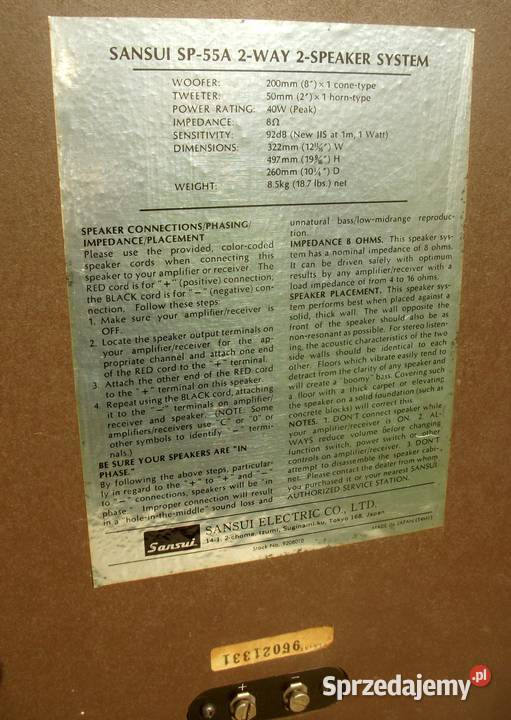 SANSUI SP-55A 2-WAY 2-SPEAKER SYSTEM
WOOFER: 200mm (8") × 1 cone-type
TWEETER: 50mm (2") × 1 horn-type
POWER RATING: 40W (Peak)
IMPEDANCE: 8Ω
SENSITIVITY: 92dB (New JIS at 1m, 1 Watt)
DIMENSIONS: 322mm W
497mm H
260mm (10¼") D
WEIGHT: 8.5kg (18.7 lbs.) net
SPEAKER CONNECTIONS/PHASING/
IMPEDANCE/PLACEMENT
Please use the provided, color-coded
speaker cords when connecting this
speaker to your amplifier or receiver. The
RED cord is for "+" (positive) connection,
the BLACK cord is for "−" (negative) con-
nection. Follow these steps:
1. Make sure your amplifier/receiver is
OFF.
2. Locate the speaker output terminals on
your amplifier/receiver for the ap-
propriate channel and attach one end
of the RED cord to the "+" terminal.
3. Attach the other end of the RED cord
to the "+" terminal on this speaker.
4. Repeat using the BLACK cord, attaching
it to the "−" terminals on amplifier/
receiver and speaker. (NOTE: Some
amplifiers/receivers use "C" or "0" or
other symbols to identify "−" termi-
nals.)
BE SURE YOUR SPEAKERS ARE "IN
PHASE."
By following the above steps, particular-
ly in regard to the "+" to "+" and "−"
to "−" connections, speakers will be "in
phase." Improper connection will result
in a "hole-in-the-middle" sound loss and
unnatural bass/low-midrange reproduc-
tion.
IMPEDANCE 8 OHMS. This speaker sys-
tem has a nominal impedance of 8 ohms.
It can be driven safely with optimum
results by any amplifier/receiver with a
load impedance of from 4 to 16 ohms.
SPEAKER PLACEMENT. This speaker sys-
tem performs best when placed against a
solid, thick wall. The wall opposite the
front of the speaker should also be as
non-resonant as possible. For stereo listen-
ing, the acoustic characteristics of the two
side walls should be identical to each
other. Floors which vibrate easily tend to
detract from the clarity of any speaker and
will create a "boomy" bass. Covering such
a floor with a thick carpet or elevating
the speaker on a solid foundation (such as
concrete blocks) will correct this.
NOTES. 1. DON'T connect speaker while
your amplifier/receiver is ON. 2. AL-
WAYS reduce volume before changing
function switch, power switch or other
controls on amplifier/receiver. 3. DON'T
attempt to disassemble the speaker cabi-
net. Please contact the dealer from whom
you purchased it or your nearest SANSUI
AUTHORIZED SERVICE STATION.
Sansui
SANSUI ELECTRIC CO., LTD.
14-1, 2-chome, Izumi, Suginami-ku, Tokyo 168, Japan
Stock No. 9208010
MADE IN JAPAN
96021331
+ −
Sprzedajemy.pl